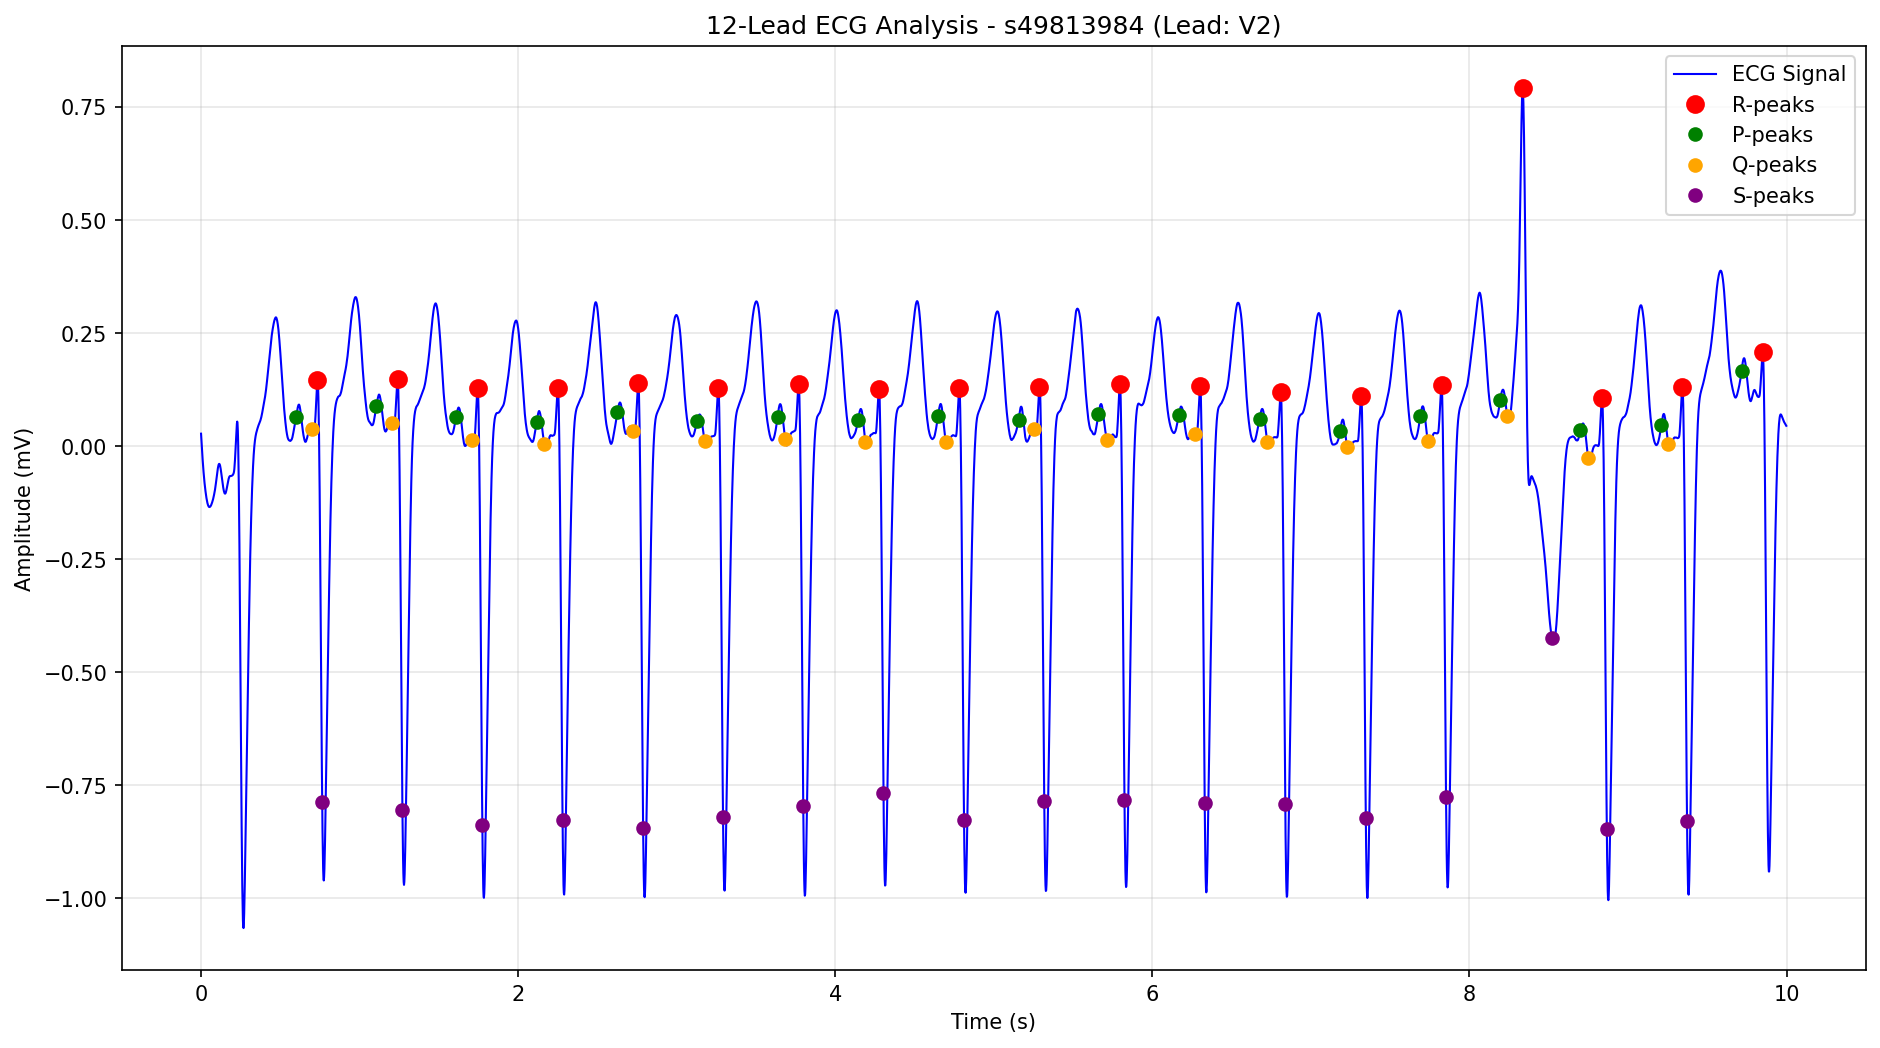 12-Lead ECG Analysis - s49813984 (Lead: V2)
ECG Signal
R-peaks
P-peaks
Q-peaks
S-peaks
Amplitude (mV)
0.75
0.50
0.25
0.00
−0.25
−0.50
−0.75
−1.00
0 2 4 6 8 10
Time (s)